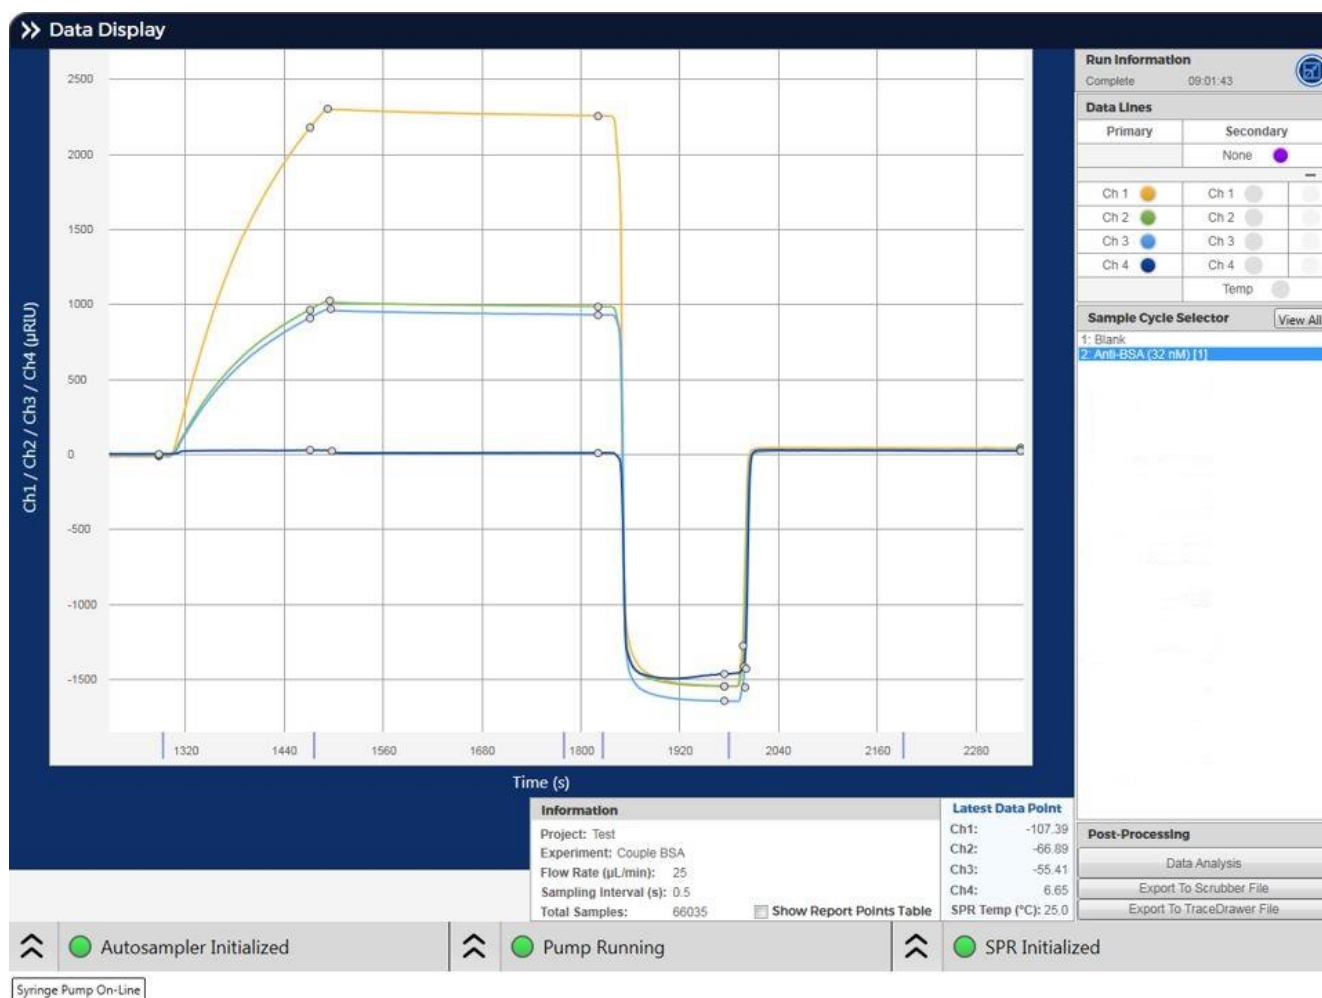 Data Display
Ch1 / Ch2 / Ch3 / Ch4 (µRIU)
2500
2000
1500
1000
500
0
-500
-1000
-1500
1320 1440 1560 1680 1800 1920 2040 2160 2280
Time (s)
Run Information
Complete 09:01:43
Data Lines
Primary Secondary
None
Ch 1 Ch 1
Ch 2 Ch 2
Ch 3 Ch 3
Ch 4 Ch 4
Temp
Sample Cycle Selector View All
1: Blank
2: Anti-BSA (32 nM) [1]
Information
Project: Test
Experiment: Couple BSA
Flow Rate (µL/min): 25
Sampling Interval (s): 0.5
Total Samples: 66035 Show Report Points Table
Latest Data Point
Ch1: -107.39
Ch2: -66.89
Ch3: -55.41
Ch4: 6.65
SPR Temp (°C): 25.0
Post-Processing
Data Analysis
Export To Scrubber File
Export To TraceDrawer File
Autosampler Initialized Pump Running SPR Initialized
Syringe Pump On-Line